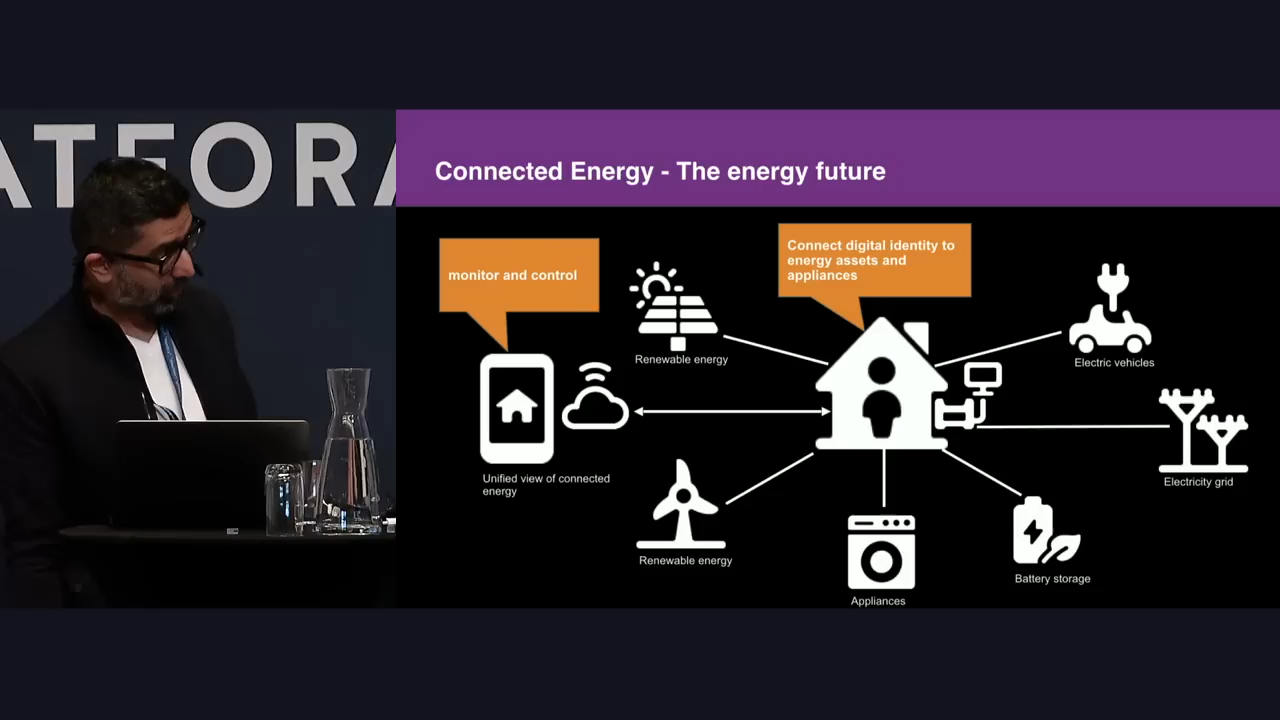 ATFORM
Connected Energy - The energy future
monitor and control
Connect digital identity to
energy assets and
appliances
Renewable energy
Electric vehicles
Unified view of connected
energy
Electricity grid
Renewable energy
Battery storage
Appliances